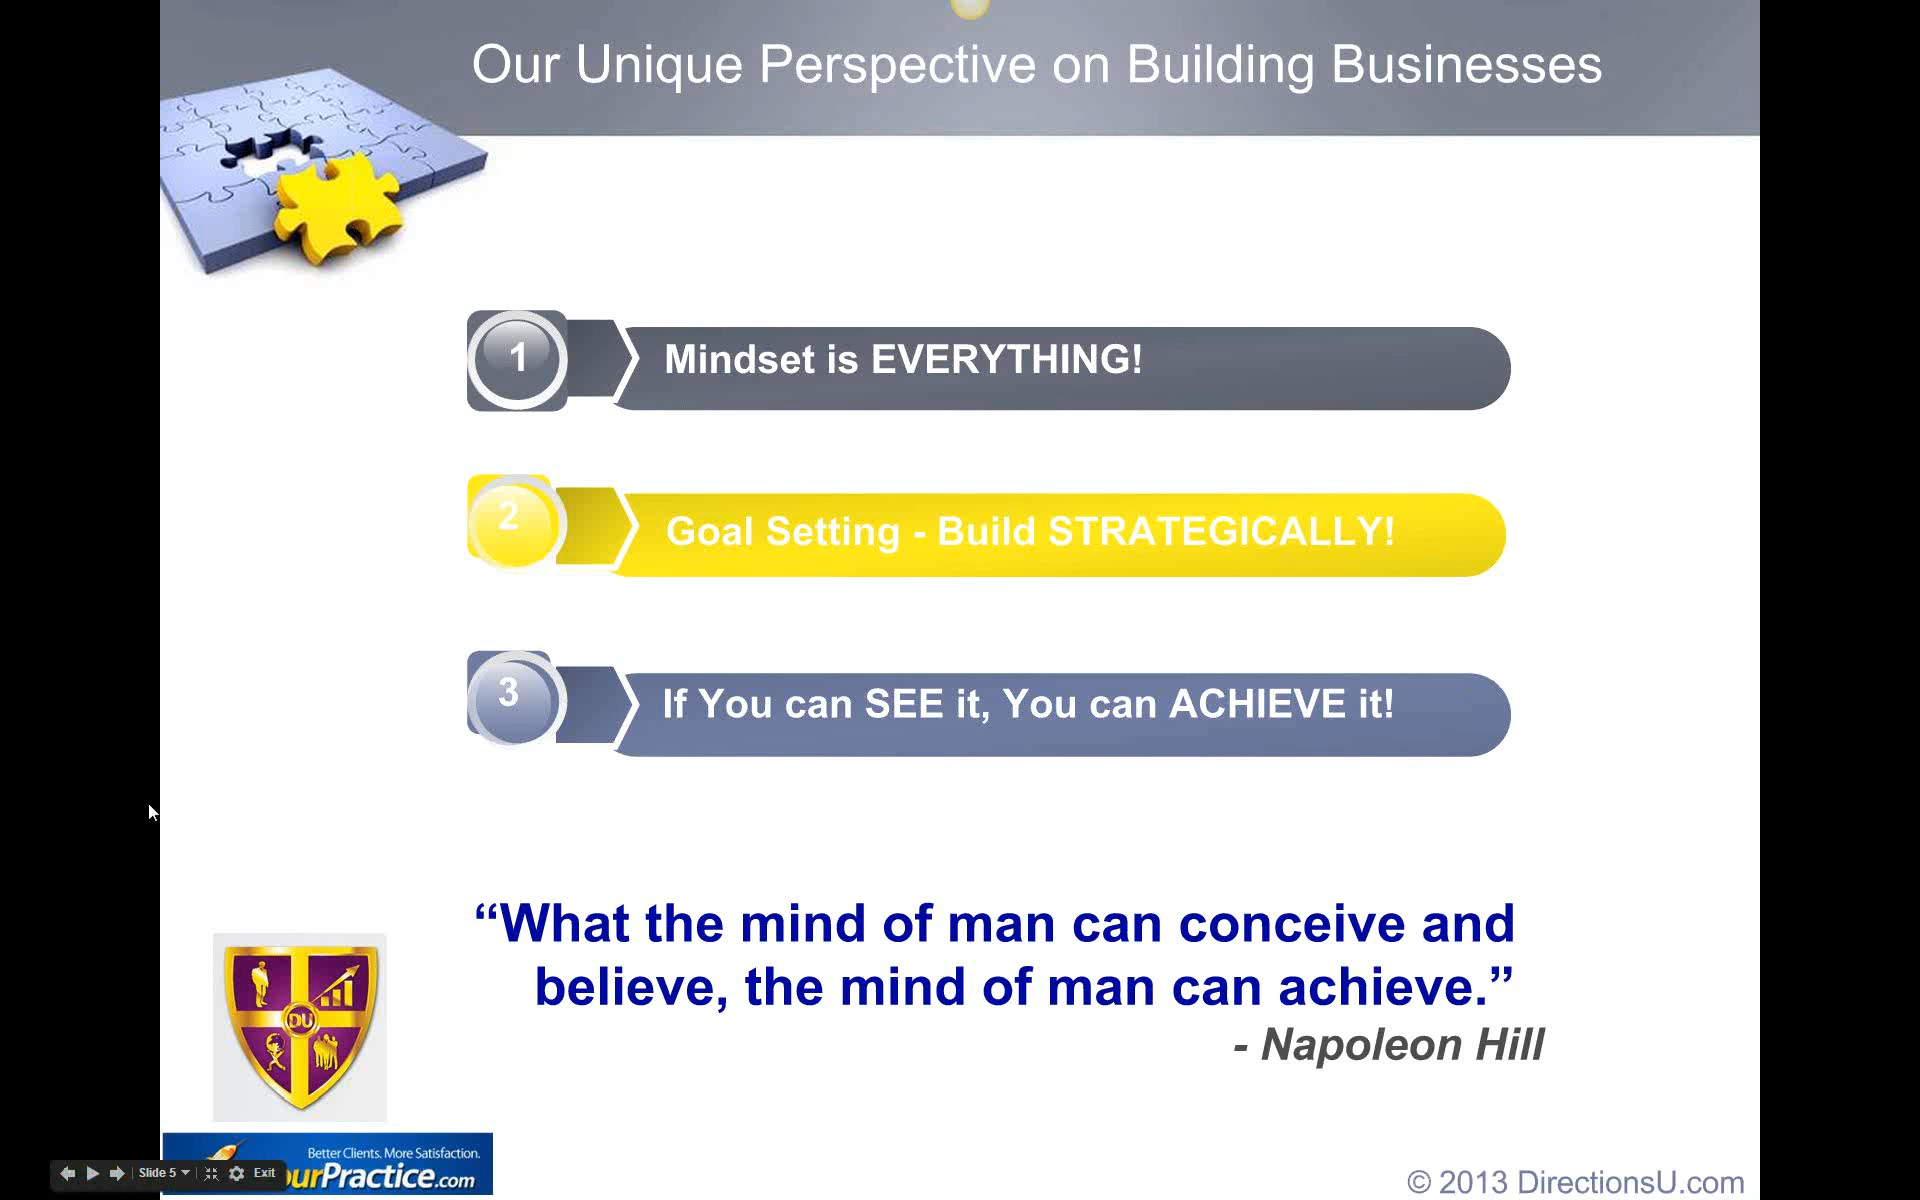 Our Unique Perspective on Building Businesses
1 Mindset is EVERYTHING!
2 Goal Setting - Build STRATEGICALLY!
3 If You can SEE it, You can ACHIEVE it!
“What the mind of man can conceive and
believe, the mind of man can achieve.”
- Napoleon Hill
DU
Better Clients. More Satisfaction.
ourPractice.com
Slide 5
Exit
© 2013 DirectionsU.com